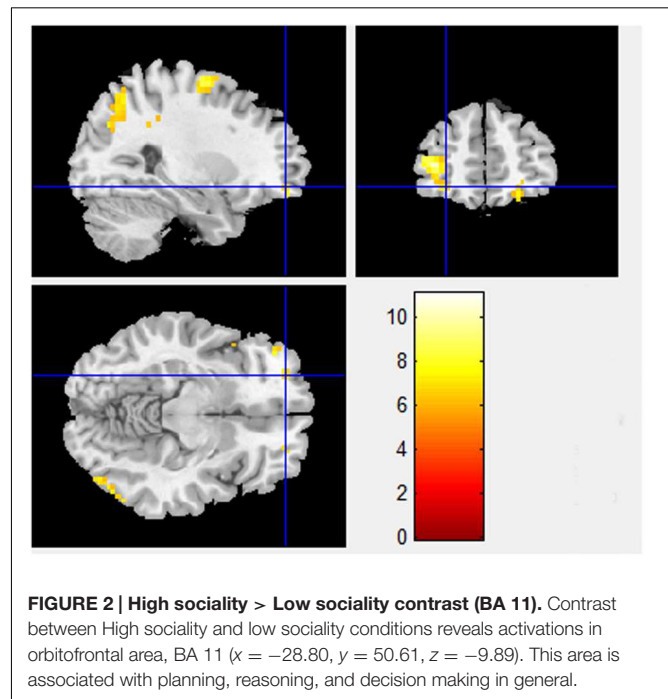 10
8
6
4
2
0
FIGURE 2 | High sociality > Low sociality contrast (BA 11). Contrast
between High sociality and low sociality conditions reveals activations in
orbitofrontal area, BA 11 (x = −28.80, y = 50.61, z = −9.89). This area is
associated with planning, reasoning, and decision making in general.